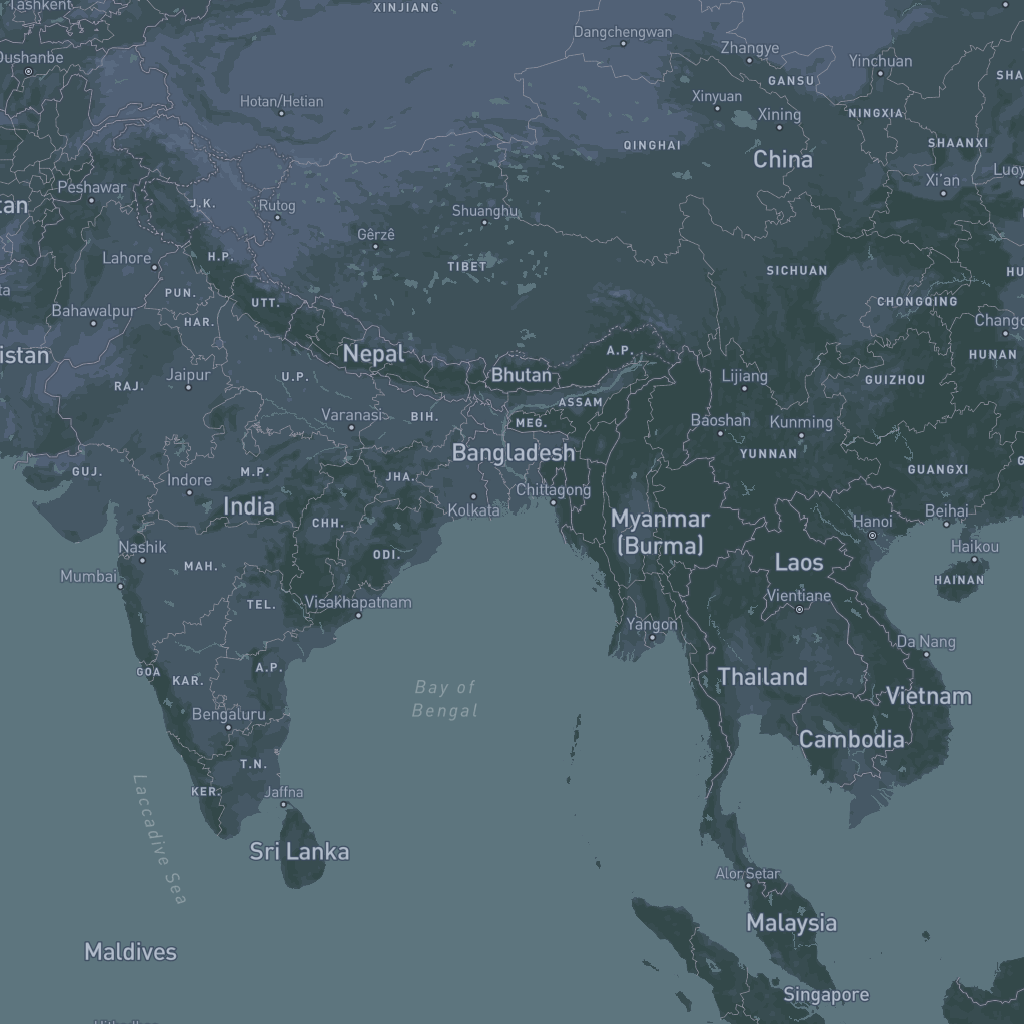 Tashkent
XINJIANG
Dangchengwan
Zhangye
Dushanbe
Yinchuan
GANSU
SHA
Hotan/Hetian
Xinyuan
Xining
NINGXIA
QINGHAI
SHAANXI
China
Luoy
Peshawar
Xi'an
tan
J.K.
Rutog
Shuanghu
Gêrzê
Lahore
H.P.
TIBET
SICHUAN
HU
ta
PUN.
UTT.
CHONGQING
Bahawalpur
HAR.
Changd
Nepal
A.P.
istan
HUNAN
Jaipur
U.P.
Bhutan
Lijiang
GUIZHOU
RAJ.
ASSAM
Varanasi
BIH.
MEG.
Baoshan
Kunming
Bangladesh
YUNNAN
GUJ.
M.P.
JHA.
GUANGXI
G
Indore
Chittagong
India
Kolkata
Beihai
CHH.
Myanmar
(Burma)
Hanoi
Nashik
ODI.
Haikou
MAH.
Laos
Mumbai
HAINAN
TEL.
Visakhapatnam
Vientiane
Yangon
Da Nang
GOA
KAR.
A.P.
Thailand
Bay of
Bengal
Vietnam
Bengaluru
Cambodia
T.N.
KER.
Jaffna
Laccadive Sea
Sri Lanka
Alor Setar
Malaysia
Maldives
Singapore